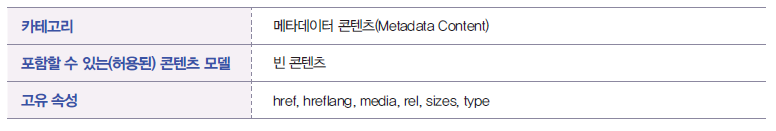 카테고리 메타데이터 콘텐츠(Metadata Content)
포함할 수 있는(허용된) 콘텐츠 모델 빈 콘텐츠
고유 속성 href, hreflang, media, rel, sizes, type